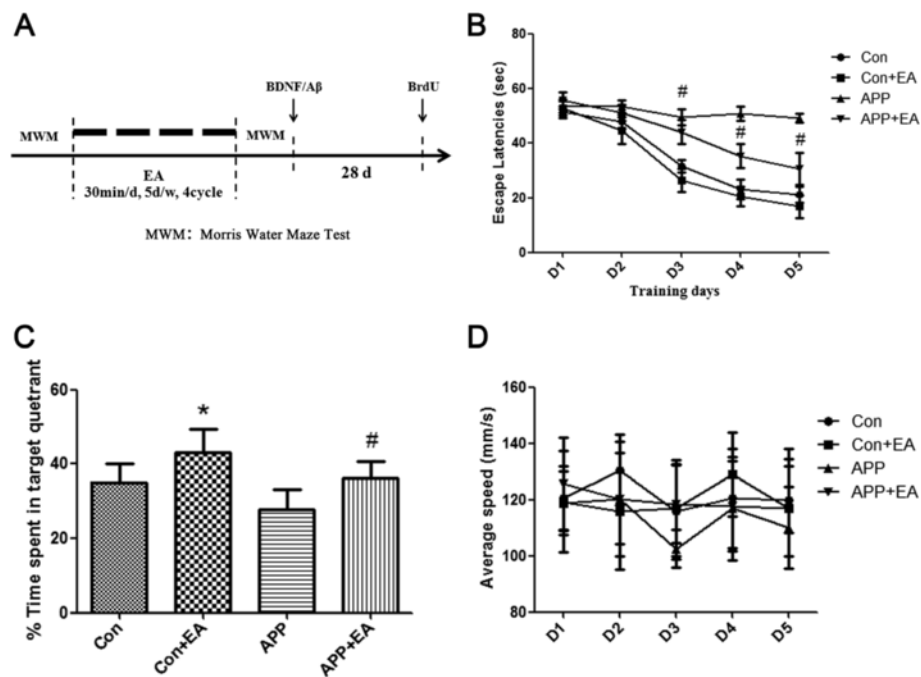 A
BDNF/Aβ
BrdU
MWM
MWM
EA
30min/d, 5d/w, 4cycle
28 d
MWM: Morris Water Maze Test
B
Escape Latencies (sec)
80
60
40
20
0
#
#
#
D1
D2
D3
D4
D5
Training days
Con
Con+EA
APP
APP+EA
C
% Time spent in target quetrant
60
40
20
0
*
#
Con
Con+EA
APP
APP+EA
D
Average speed (mm/s)
160
140
120
100
80
D1
D2
D3
D4
D5
Con
Con+EA
APP
APP+EA